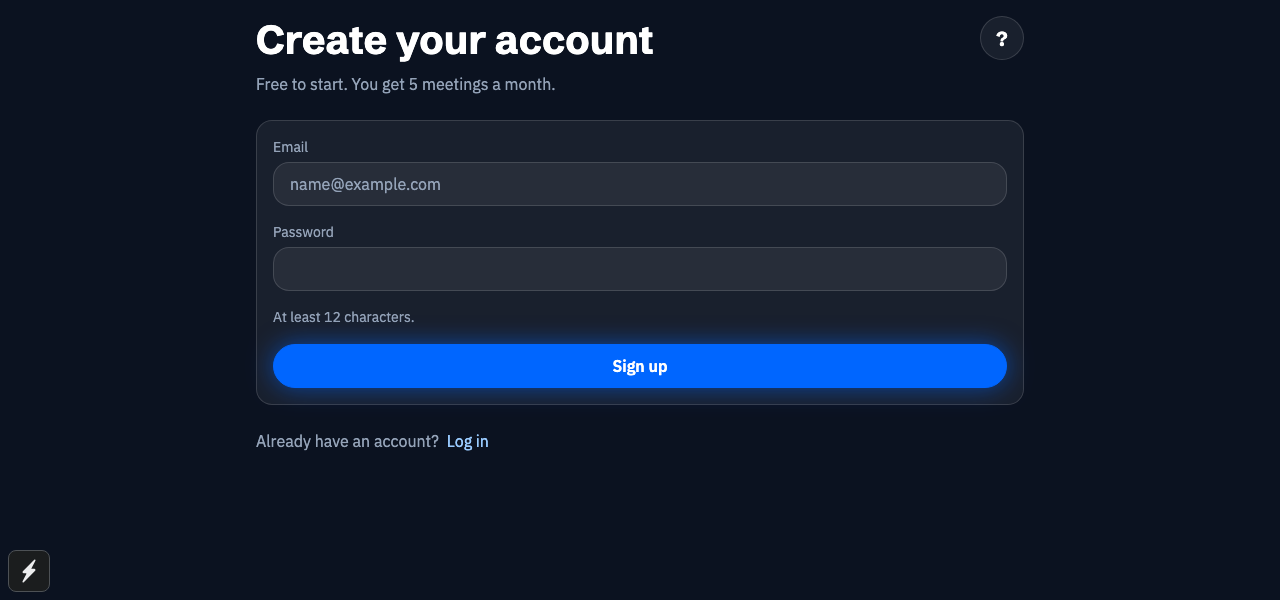 Create your account
?
Free to start. You get 5 meetings a month.
Email
name@example.com
Password
At least 12 characters.
Sign up
Already have an account? Log in